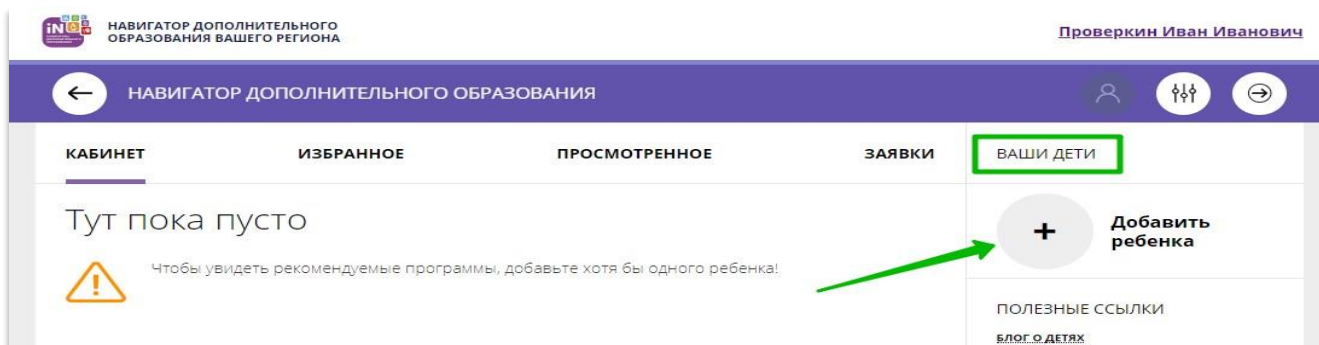 НАВИГАТОР ДОПОЛНИТЕЛЬНОГО
ОБРАЗОВАНИЯ ВАШЕГО РЕГИОНА
Проверкин Иван Иванович
НАВИГАТОР ДОПОЛНИТЕЛЬНОГО ОБРАЗОВАНИЯ
КАБИНЕТ ИЗБРАННОЕ ПРОСМОТРЕННОЕ ЗАЯВКИ ВАШИ ДЕТИ
Тут пока пусто
Чтобы увидеть рекомендуемые программы, добавьте хотя бы одного ребенка!
Добавить
ребенка
ПОЛЕЗНЫЕ ССЫЛКИ
БЛОГ О ДЕТЯХ